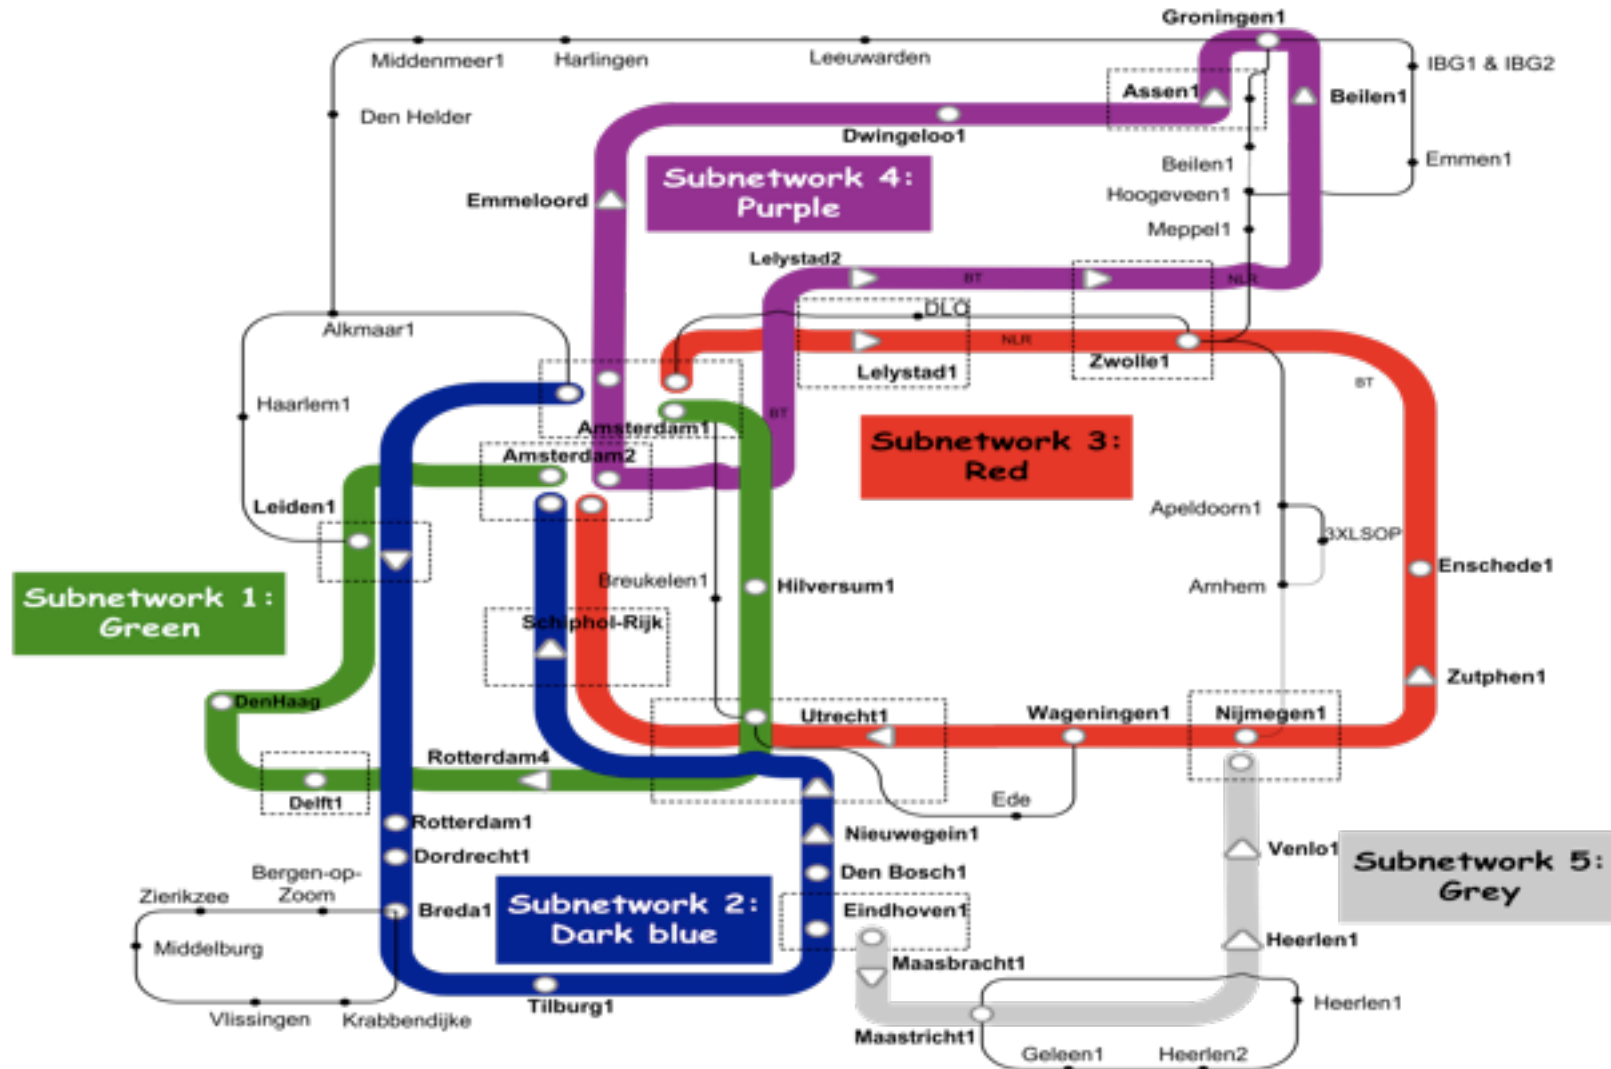 Groningen1
Middenmeer1
Harlingen
Leeuwarden
IBG1 & IBG2
Assen1
Beilen1
Den Helder
Dwingeloo1
Beilen1
Emmen1
Subnetwork 4:
Purple
Hoogeveen1
Emmeloord
Meppel1
Lelystad2
BT
NLR
DLO
Alkmaar1
NLR
Zwolle1
Lelystad1
BT
Haarlem1
BT
Amsterdam1
Subnetwork 3:
Red
Amsterdam2
Leiden1
Apeldoorn1
3XLSOP
Breukelen1
Hilversum1
Arnhem
Enschede1
Subnetwork 1:
Green
Schiphol-Rijk
Zutphen1
DenHaag
Utrecht1
Wageningen1
Nijmegen1
Rotterdam4
Delft1
Ede
Rotterdam1
Nieuwegein1
Venlo1
Dordrecht1
Subnetwork 5:
Grey
Bergen-op-
Zoom
Den Bosch1
Zierikzee
Breda1
Subnetwork 2:
Dark blue
Eindhoven1
Middelburg
Heerlen1
Maasbracht1
Tilburg1
Heerlen1
Vlissingen
Krabbendijke
Maastricht1
Geleen1
Heerlen2